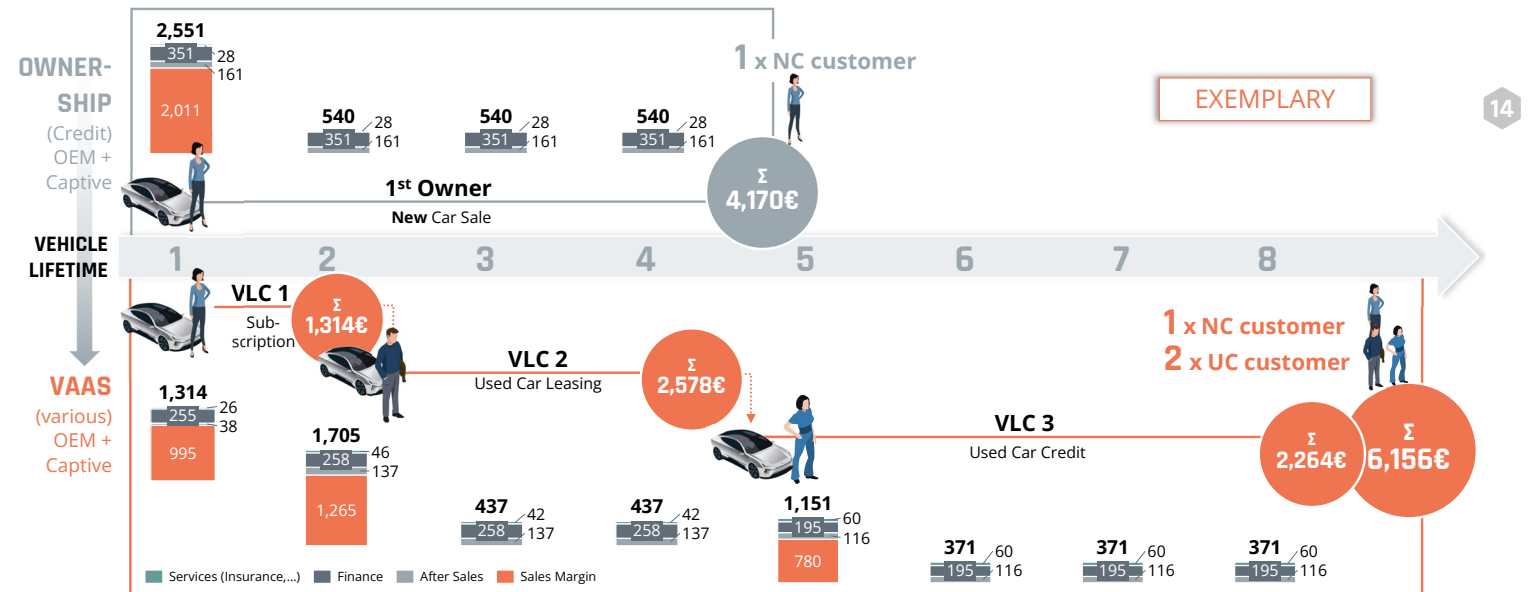 OWNER-
SHIP
(Credit)
OEM +
Captive
2,551
351
28
161
2,011
540
28
351
161
540
28
351
161
540
28
351
161
1 x NC customer
EXEMPLARY
14
1st Owner
New Car Sale
Σ
4,170€
VEHICLE
LIFETIME
1 2 3 4 5 6 7 8
VAAS
(various)
OEM +
Captive
VLC 1
Sub-
scription
Σ
1,314€
VLC 2
Used Car Leasing
Σ
2,578€
VLC 3
Used Car Credit
1 x NC customer
2 x UC customer
Σ
2,264€
Σ
6,156€
1,314
26
255
38
995
1,705
46
258
137
1,265
437
42
258
137
437
42
258
137
1,151
60
195
116
780
371
60
195
116
371
60
195
116
371
60
195
116
Services (Insurance,...) Finance After Sales Sales Margin